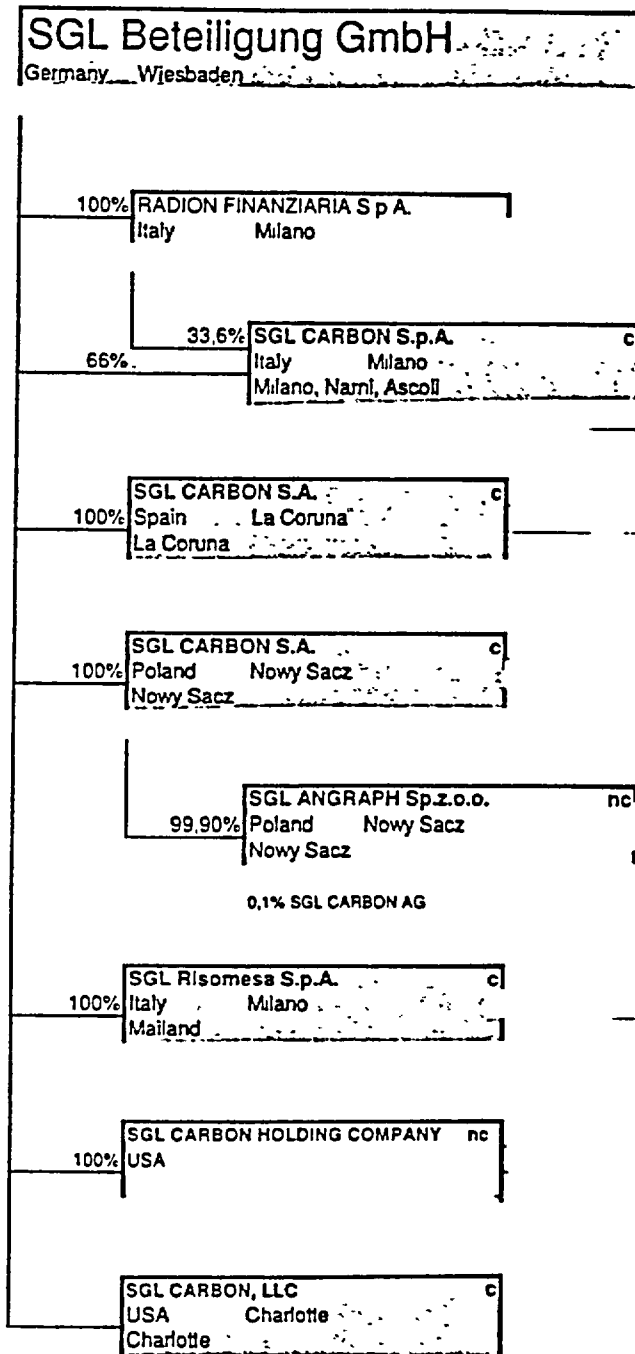 SGL Beteiligung GmbH
Germany Wiesbaden
100% RADION FINANZIARIA S p A.
Italy Milano
33,6% SGL CARBON S.p.A. c
66% Italy Milano
Milano, Narni, Ascoli
SGL CARBON S.A. c
100% Spain La Coruna
La Coruna
SGL CARBON S.A. c
100% Poland Nowy Sacz
Nowy Sacz
SGL ANGRAPH Sp.z.o.o. nc
99,90% Poland Nowy Sacz
Nowy Sacz
0,1% SGL CARBON AG
SGL Risomesa S.p.A. c
100% Italy Milano
Mailand
SGL CARBON HOLDING COMPANY nc
100% USA
SGL CARBON, LLC c
USA Charlotte
Charlotte